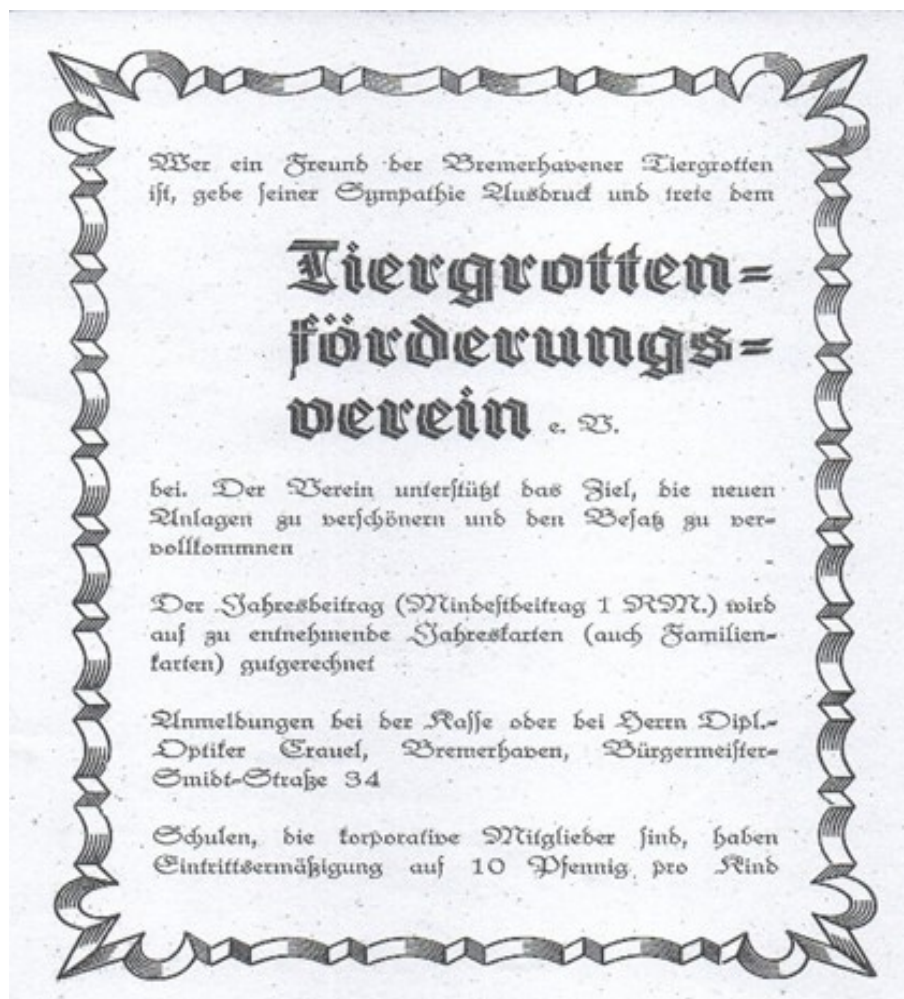 Wer ein Freund der Bremerhavener Tiergrotten
ist, gebe seiner Sympathie Ausdruck und trete dem
Tiergrotten=
förderungs=
verein e. V.
bei. Der Verein unterstützt das Ziel, die neuen
Anlagen zu verschönern und den Besatz zu ver=
vollkommnen
Der Jahresbeitrag (Mindestbeitrag 1 RM.) wird
auf zu entnehmende Jahreskarten (auch Familien=
karten) gutgerechnet
Anmeldungen bei der Kasse oder bei Herrn Dipl.=
Optiker Crauel, Bremerhaven, Bürgermeister=
Smidt=Straße 34
Schulen, die korporative Mitglieder sind, haben
Eintrittsermäßigung auf 10 Pfennig pro Kind